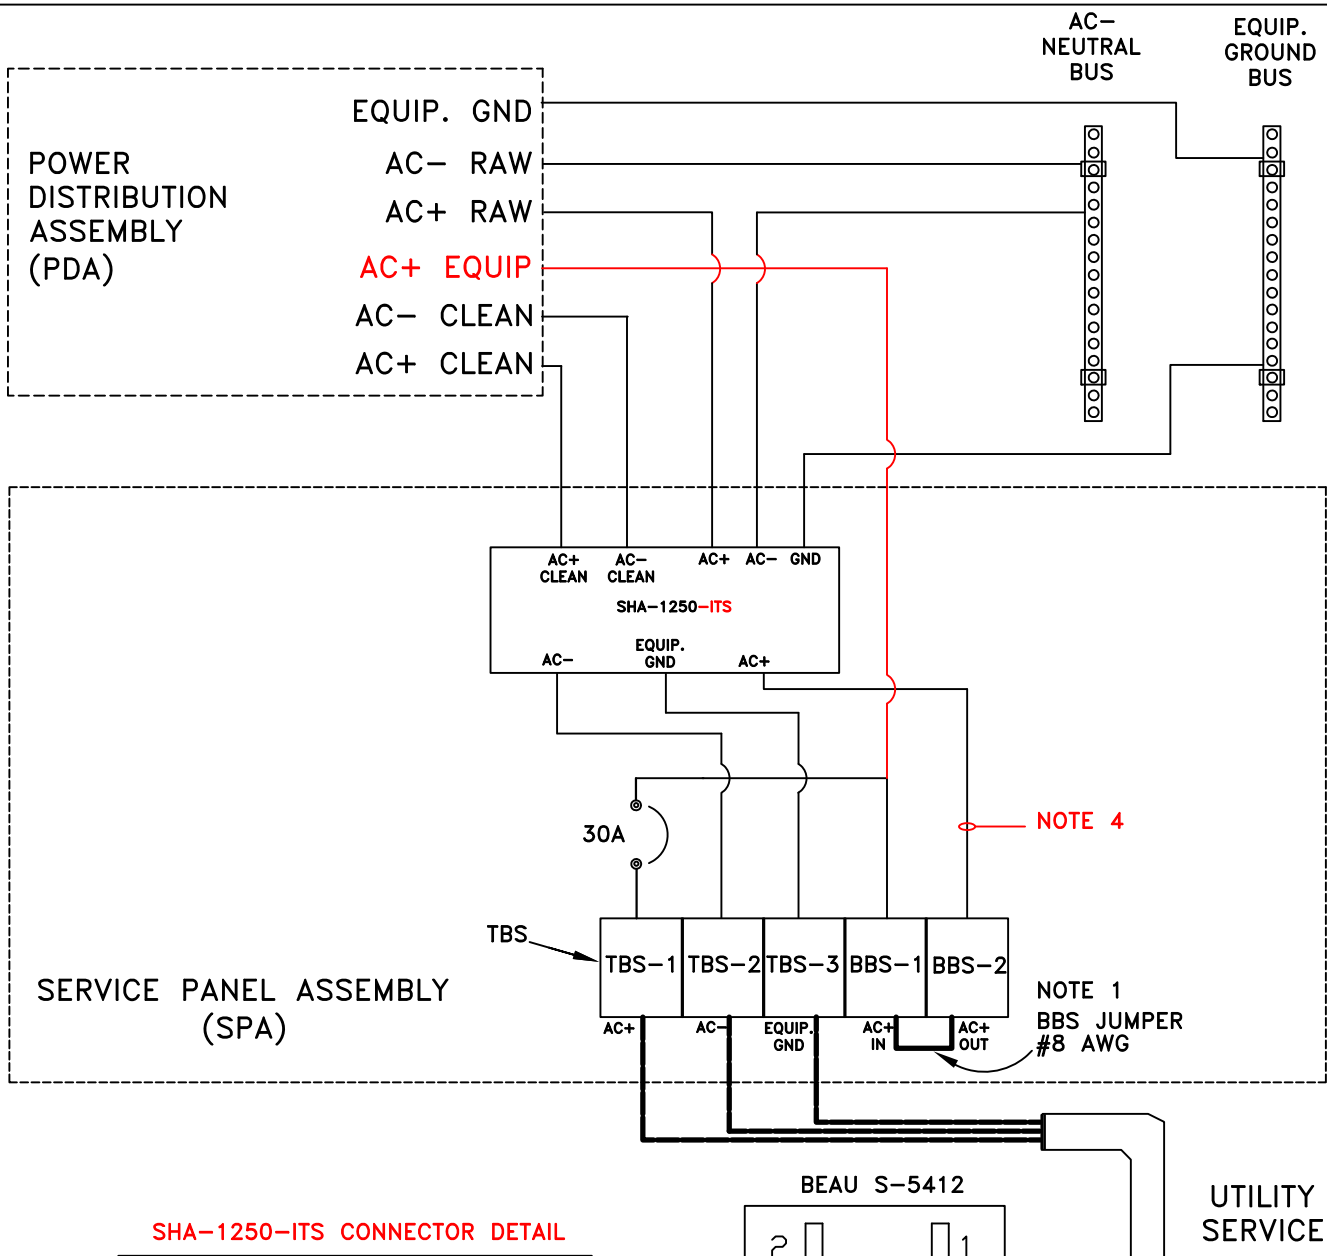 AC-
NEUTRAL
BUS
EQUIP.
GROUND
BUS
POWER
DISTRIBUTION
ASSEMBLY
(PDA)
EQUIP. GND
AC- RAW
AC+ RAW
AC+ EQUIP
AC- CLEAN
AC+ CLEAN
AC+
CLEAN
AC-
CLEAN
AC+
AC-
GND
SHA-1250-ITS
AC-
EQUIP.
GND
AC+
30A
NOTE 4
TBS
TBS-1
TBS-2
TBS-3
BBS-1
BBS-2
SERVICE PANEL ASSEMBLY
(SPA)
AC+
AC-
EQUIP.
GND
AC+
IN
AC+
OUT
NOTE 1
BBS JUMPER
#8 AWG
BEAU S-5412
2
1
UTILITY
SERVICE
SHA-1250-ITS CONNECTOR DETAIL